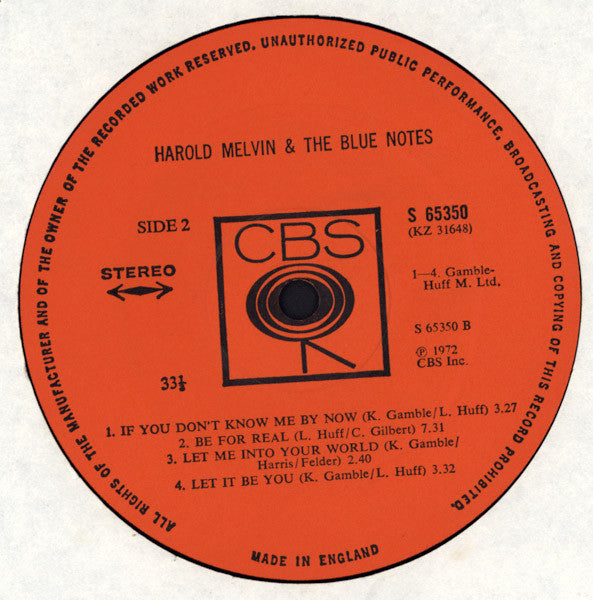 ALL RIGHTS OF THE MANUFACTURER AND OF THE OWNER OF THE RECORDED WORK RESERVED. UNAUTHORIZED PUBLIC PERFORMANCE, BROADCASTING AND COPYING OF THIS RECORD PROHIBITED.
HAROLD MELVIN & THE BLUE NOTES
SIDE 2
S 65350
(KZ 31648)
CBS
STEREO
1—4. Gamble-
Huff M. Ltd.
S 65350 B
℗ 1972
CBS Inc.
33⅓
1. IF YOU DON'T KNOW ME BY NOW (K. Gamble/L. Huff) 3.27
2. BE FOR REAL (L. Huff/C. Gilbert) 7.31
3. LET ME INTO YOUR WORLD (K. Gamble/
Harris/Felder) 2.40
4. LET IT BE YOU (K. Gamble/L. Huff) 3.32
MADE IN ENGLAND